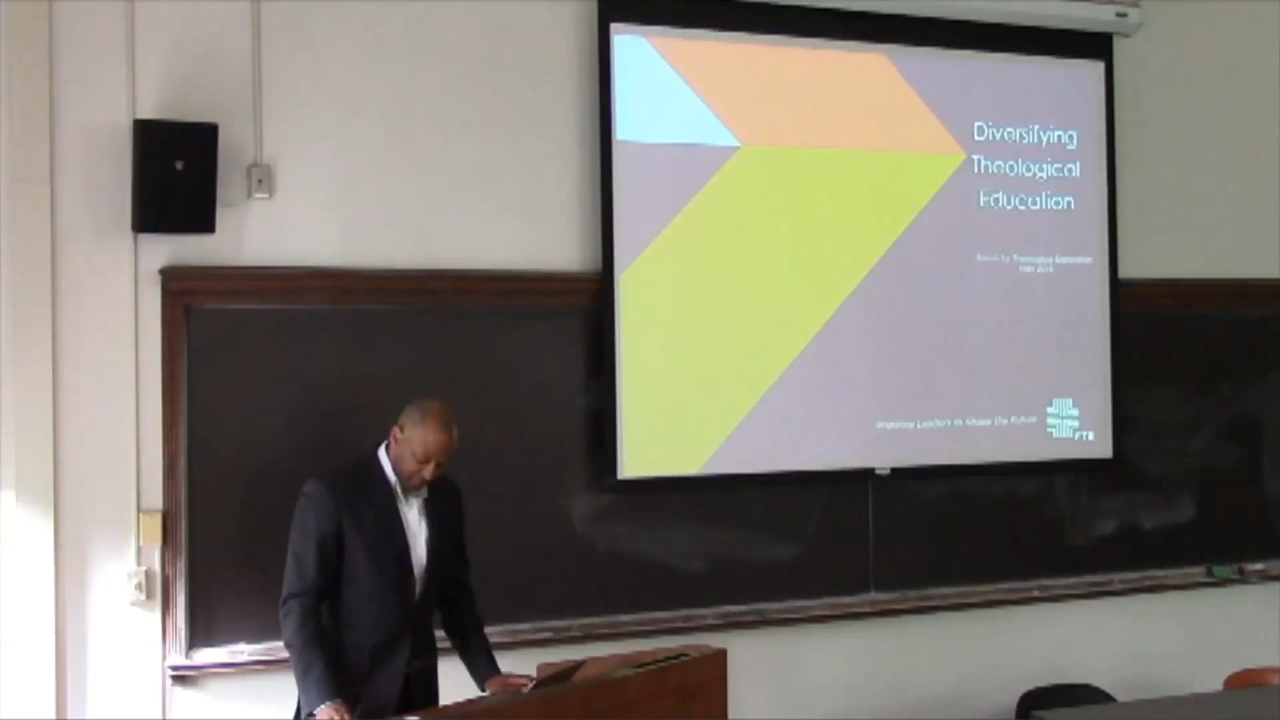 Diversifying
Theological
Education
Forum for Theological Exploration
Inspiring Leaders to Shape the Future
FTE